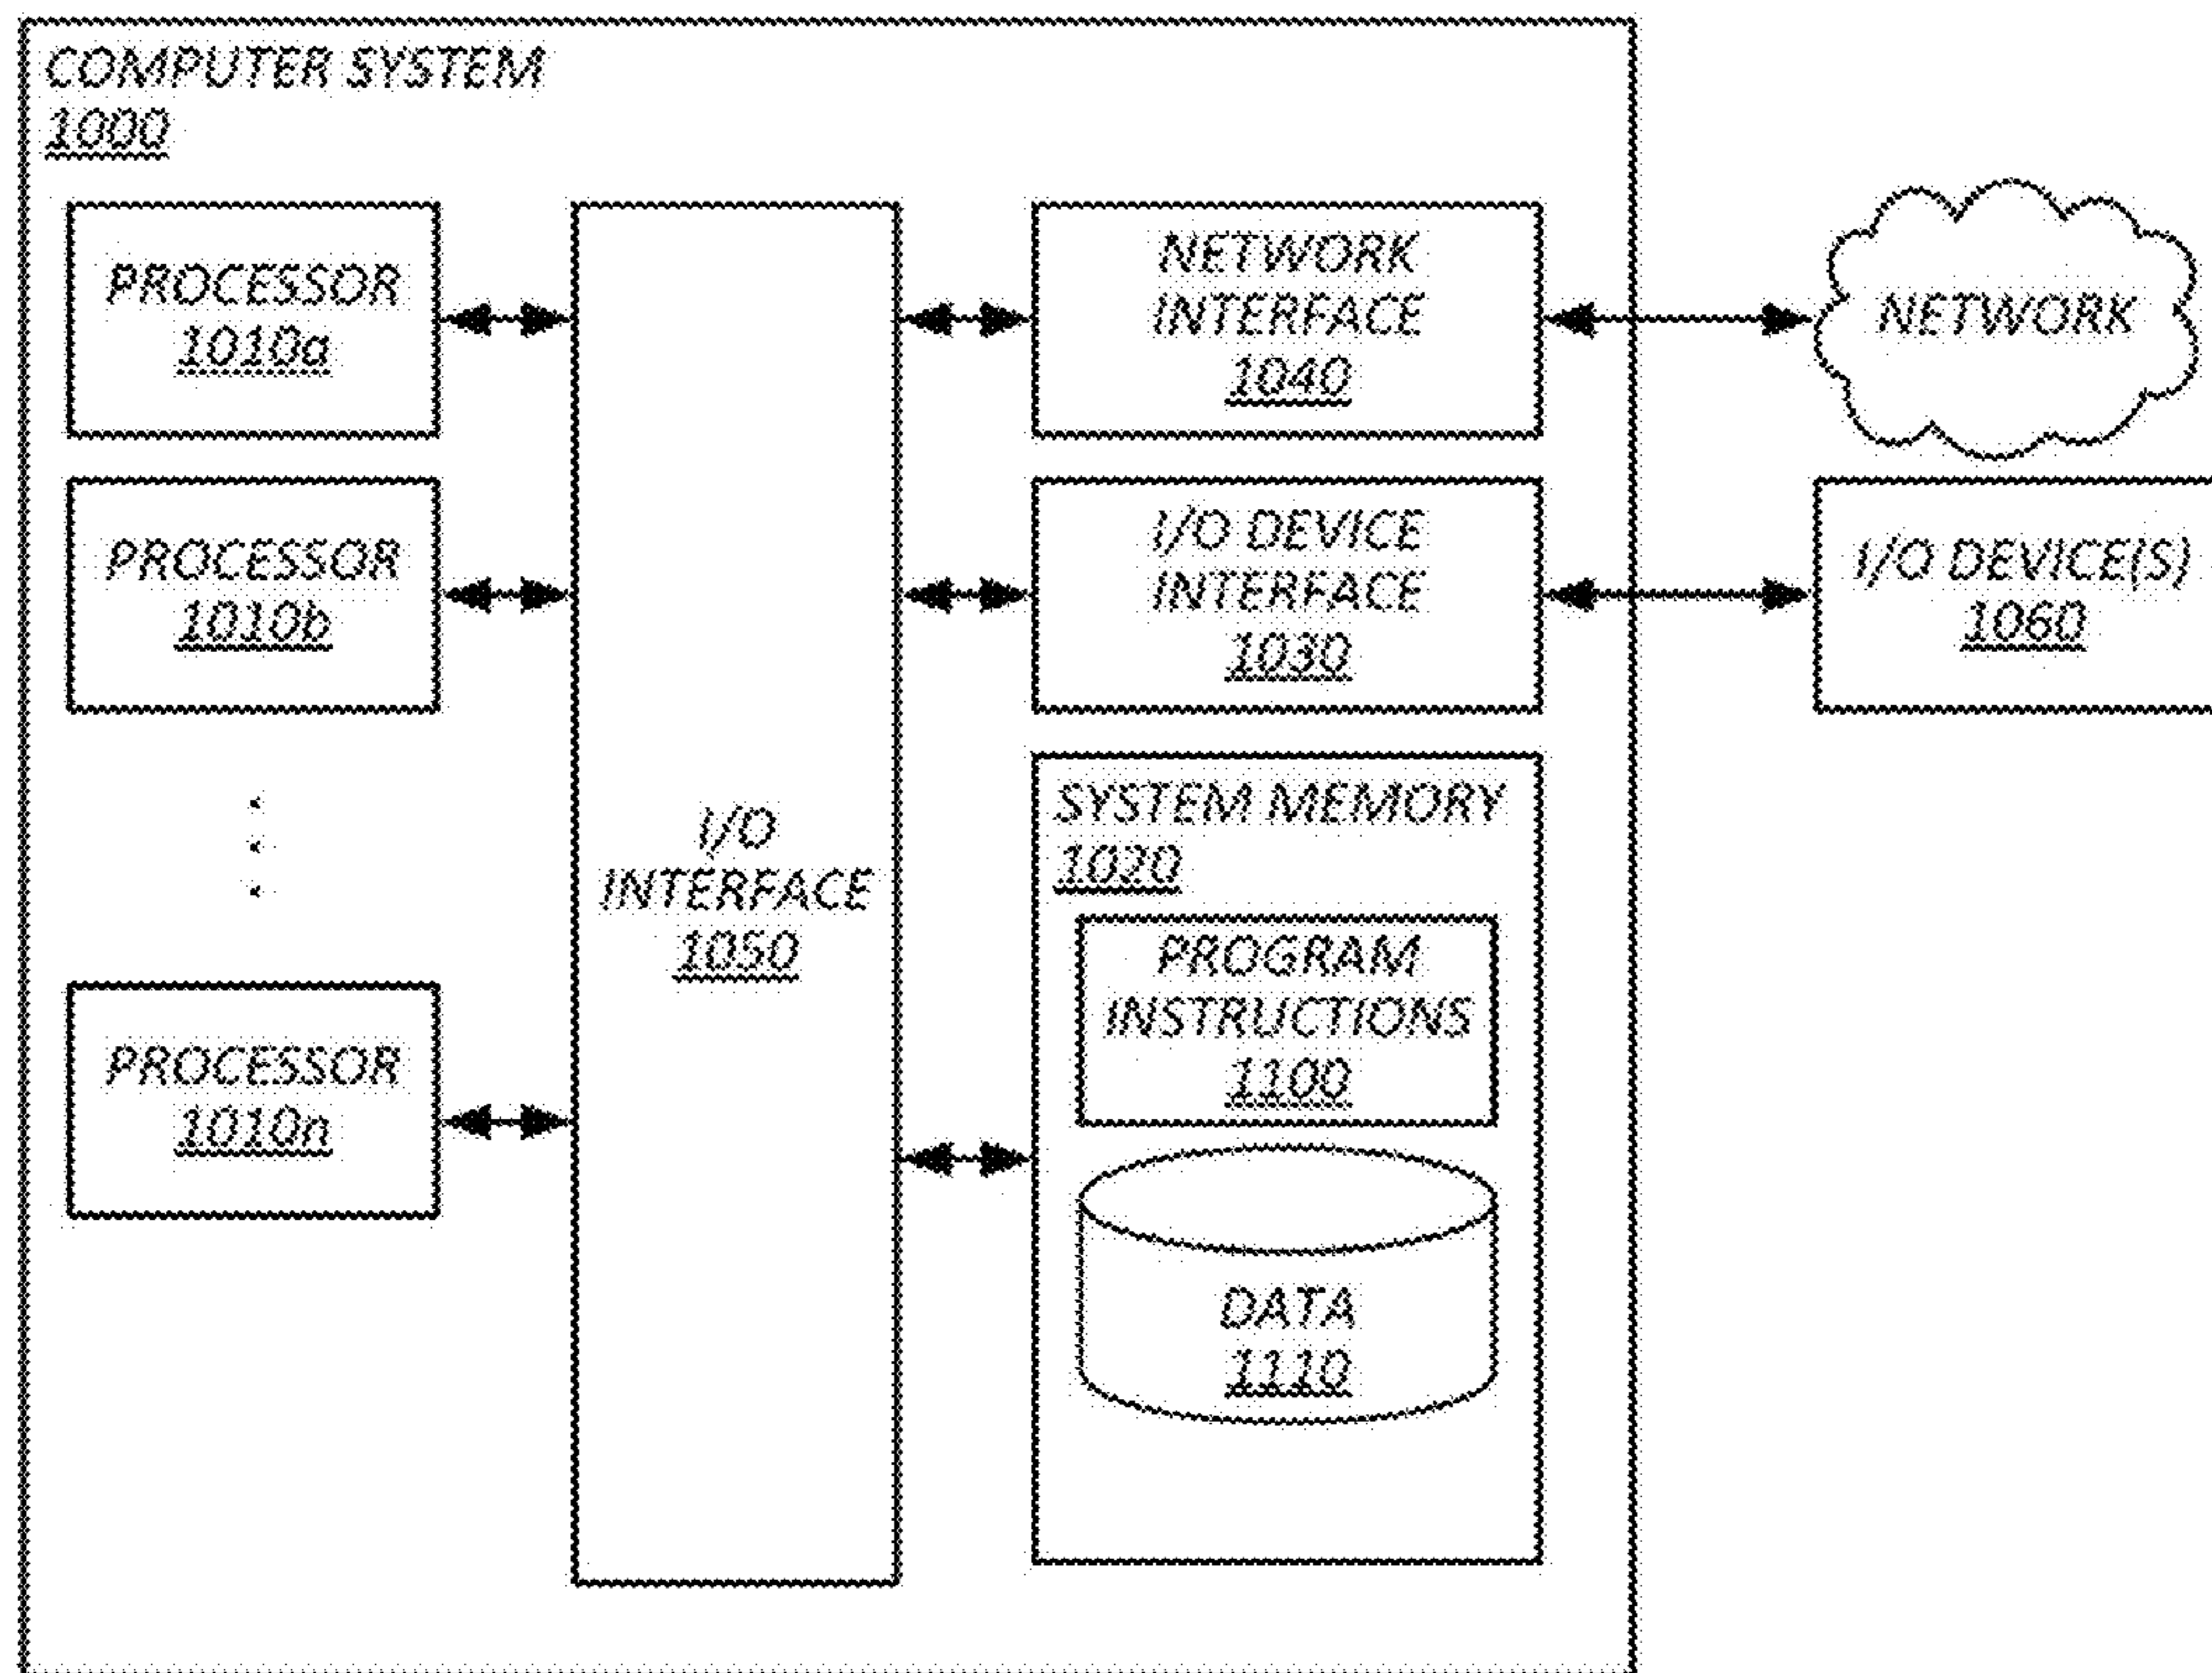 COMPUTER SYSTEM
1000
PROCESSOR
1010a
NETWORK
INTERFACE
1040
NETWORK
PROCESSOR
1010b
I/O DEVICE
INTERFACE
1030
I/O DEVICE(S)
1060
I/O
INTERFACE
1050
SYSTEM MEMORY
1020
PROGRAM
INSTRUCTIONS
1100
PROCESSOR
1010n
DATA
1110